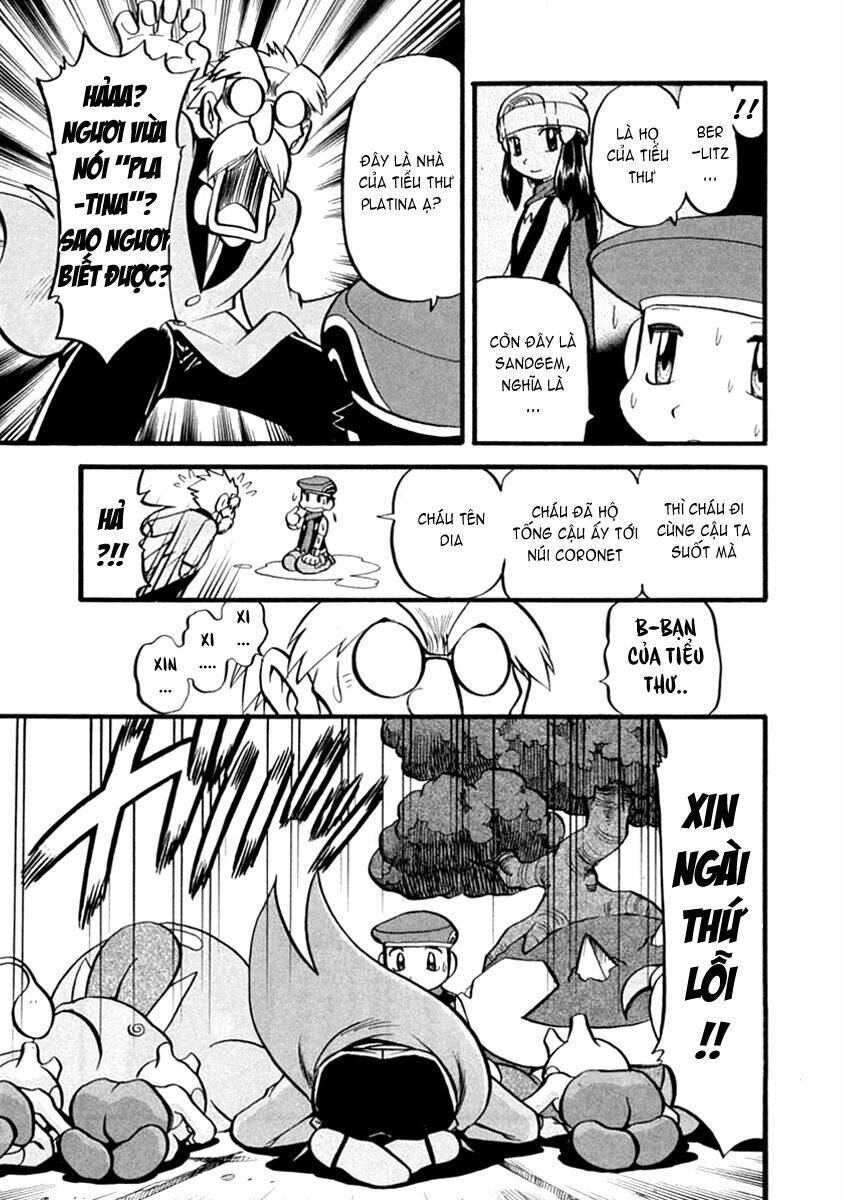 !!
BER
-LITZ
...
LÀ HỌ
CỦA TIỂU
THƯ
CÒN ĐÂY LÀ
SANDGEM,
NGHĨA LÀ
...
ĐÂY LÀ NHÀ
CỦA TIỂU THƯ
PLATINA Ạ?
HẢAA?
NGƯƠI VỪA
NÓI "PLA
-TINA"?
SAO NGƯƠI
BIẾT ĐƯỢC?
THÌ CHÁU ĐI
CÙNG CẬU TA
SUỐT MÀ
CHÁU ĐÃ HỘ
TỐNG CẬU ẤY TỚI
NÚI CORONET
CHÁU TÊN
DIA
HẢ
?!!
B-BẠN
CỦA TIỂU
THƯ..
XI
....
XI
.....
XIN
...
XIN
NGÀI
THỨ
LỖI
!!